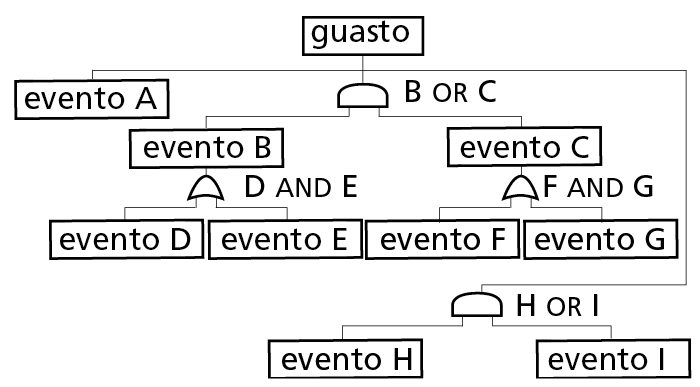 guasto
evento A
B OR C
evento B
evento C
D AND E
F AND G
evento D
evento E
evento F
evento G
H OR I
evento H
evento I